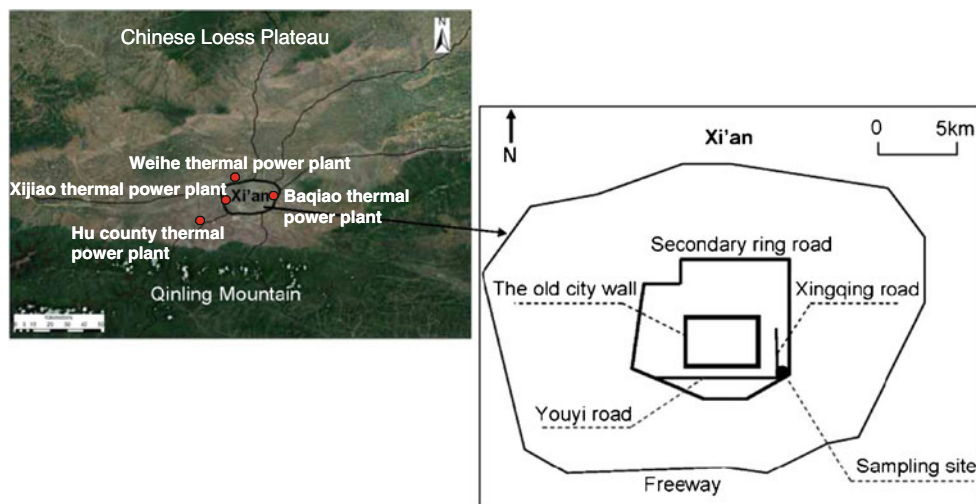 Chinese Loess Plateau
N
Weihe thermal power plant
Xijiao thermal power plant
Xi'an
Baqiao thermal
power plant
Hu county thermal
power plant
Qinling Mountain
N
Xi'an
0 5km
Secondary ring road
The old city wall
Xingqing road
Youyi road
Sampling site
Freeway